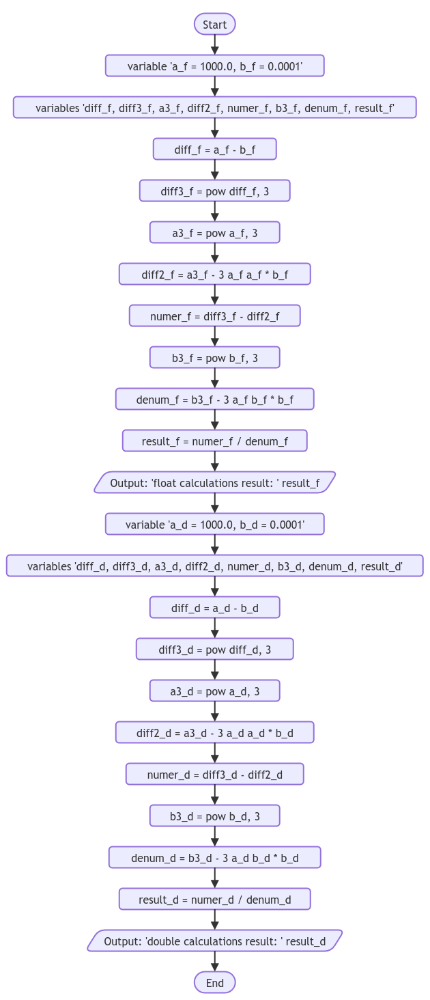 Start
variable 'a_f = 1000.0, b_f = 0.0001'
variables 'diff_f, diff3_f, a3_f, diff2_f, numer_f, b3_f, denum_f, result_f'
diff_f = a_f - b_f
diff3_f = pow diff_f, 3
a3_f = pow a_f, 3
diff2_f = a3_f - 3 a_f a_f * b_f
numer_f = diff3_f - diff2_f
b3_f = pow b_f, 3
denum_f = b3_f - 3 a_f b_f * b_f
result_f = numer_f / denum_f
Output: 'float calculations result: ' result_f
variable 'a_d = 1000.0, b_d = 0.0001'
variables 'diff_d, diff3_d, a3_d, diff2_d, numer_d, b3_d, denum_d, result_d'
diff_d = a_d - b_d
diff3_d = pow diff_d, 3
a3_d = pow a_d, 3
diff2_d = a3_d - 3 a_d a_d * b_d
numer_d = diff3_d - diff2_d
b3_d = pow b_d, 3
denum_d = b3_d - 3 a_d b_d * b_d
result_d = numer_d / denum_d
Output: 'double calculations result: ' result_d
End